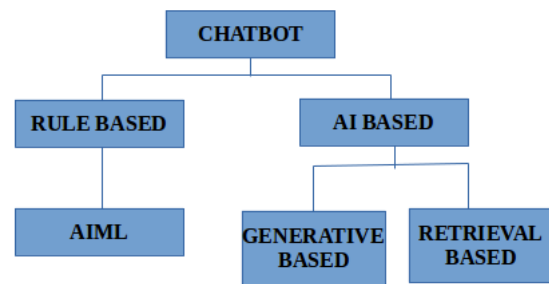 CHATBOT
RULE BASED
AI BASED
AIML
GENERATIVE
BASED
RETRIEVAL
BASED